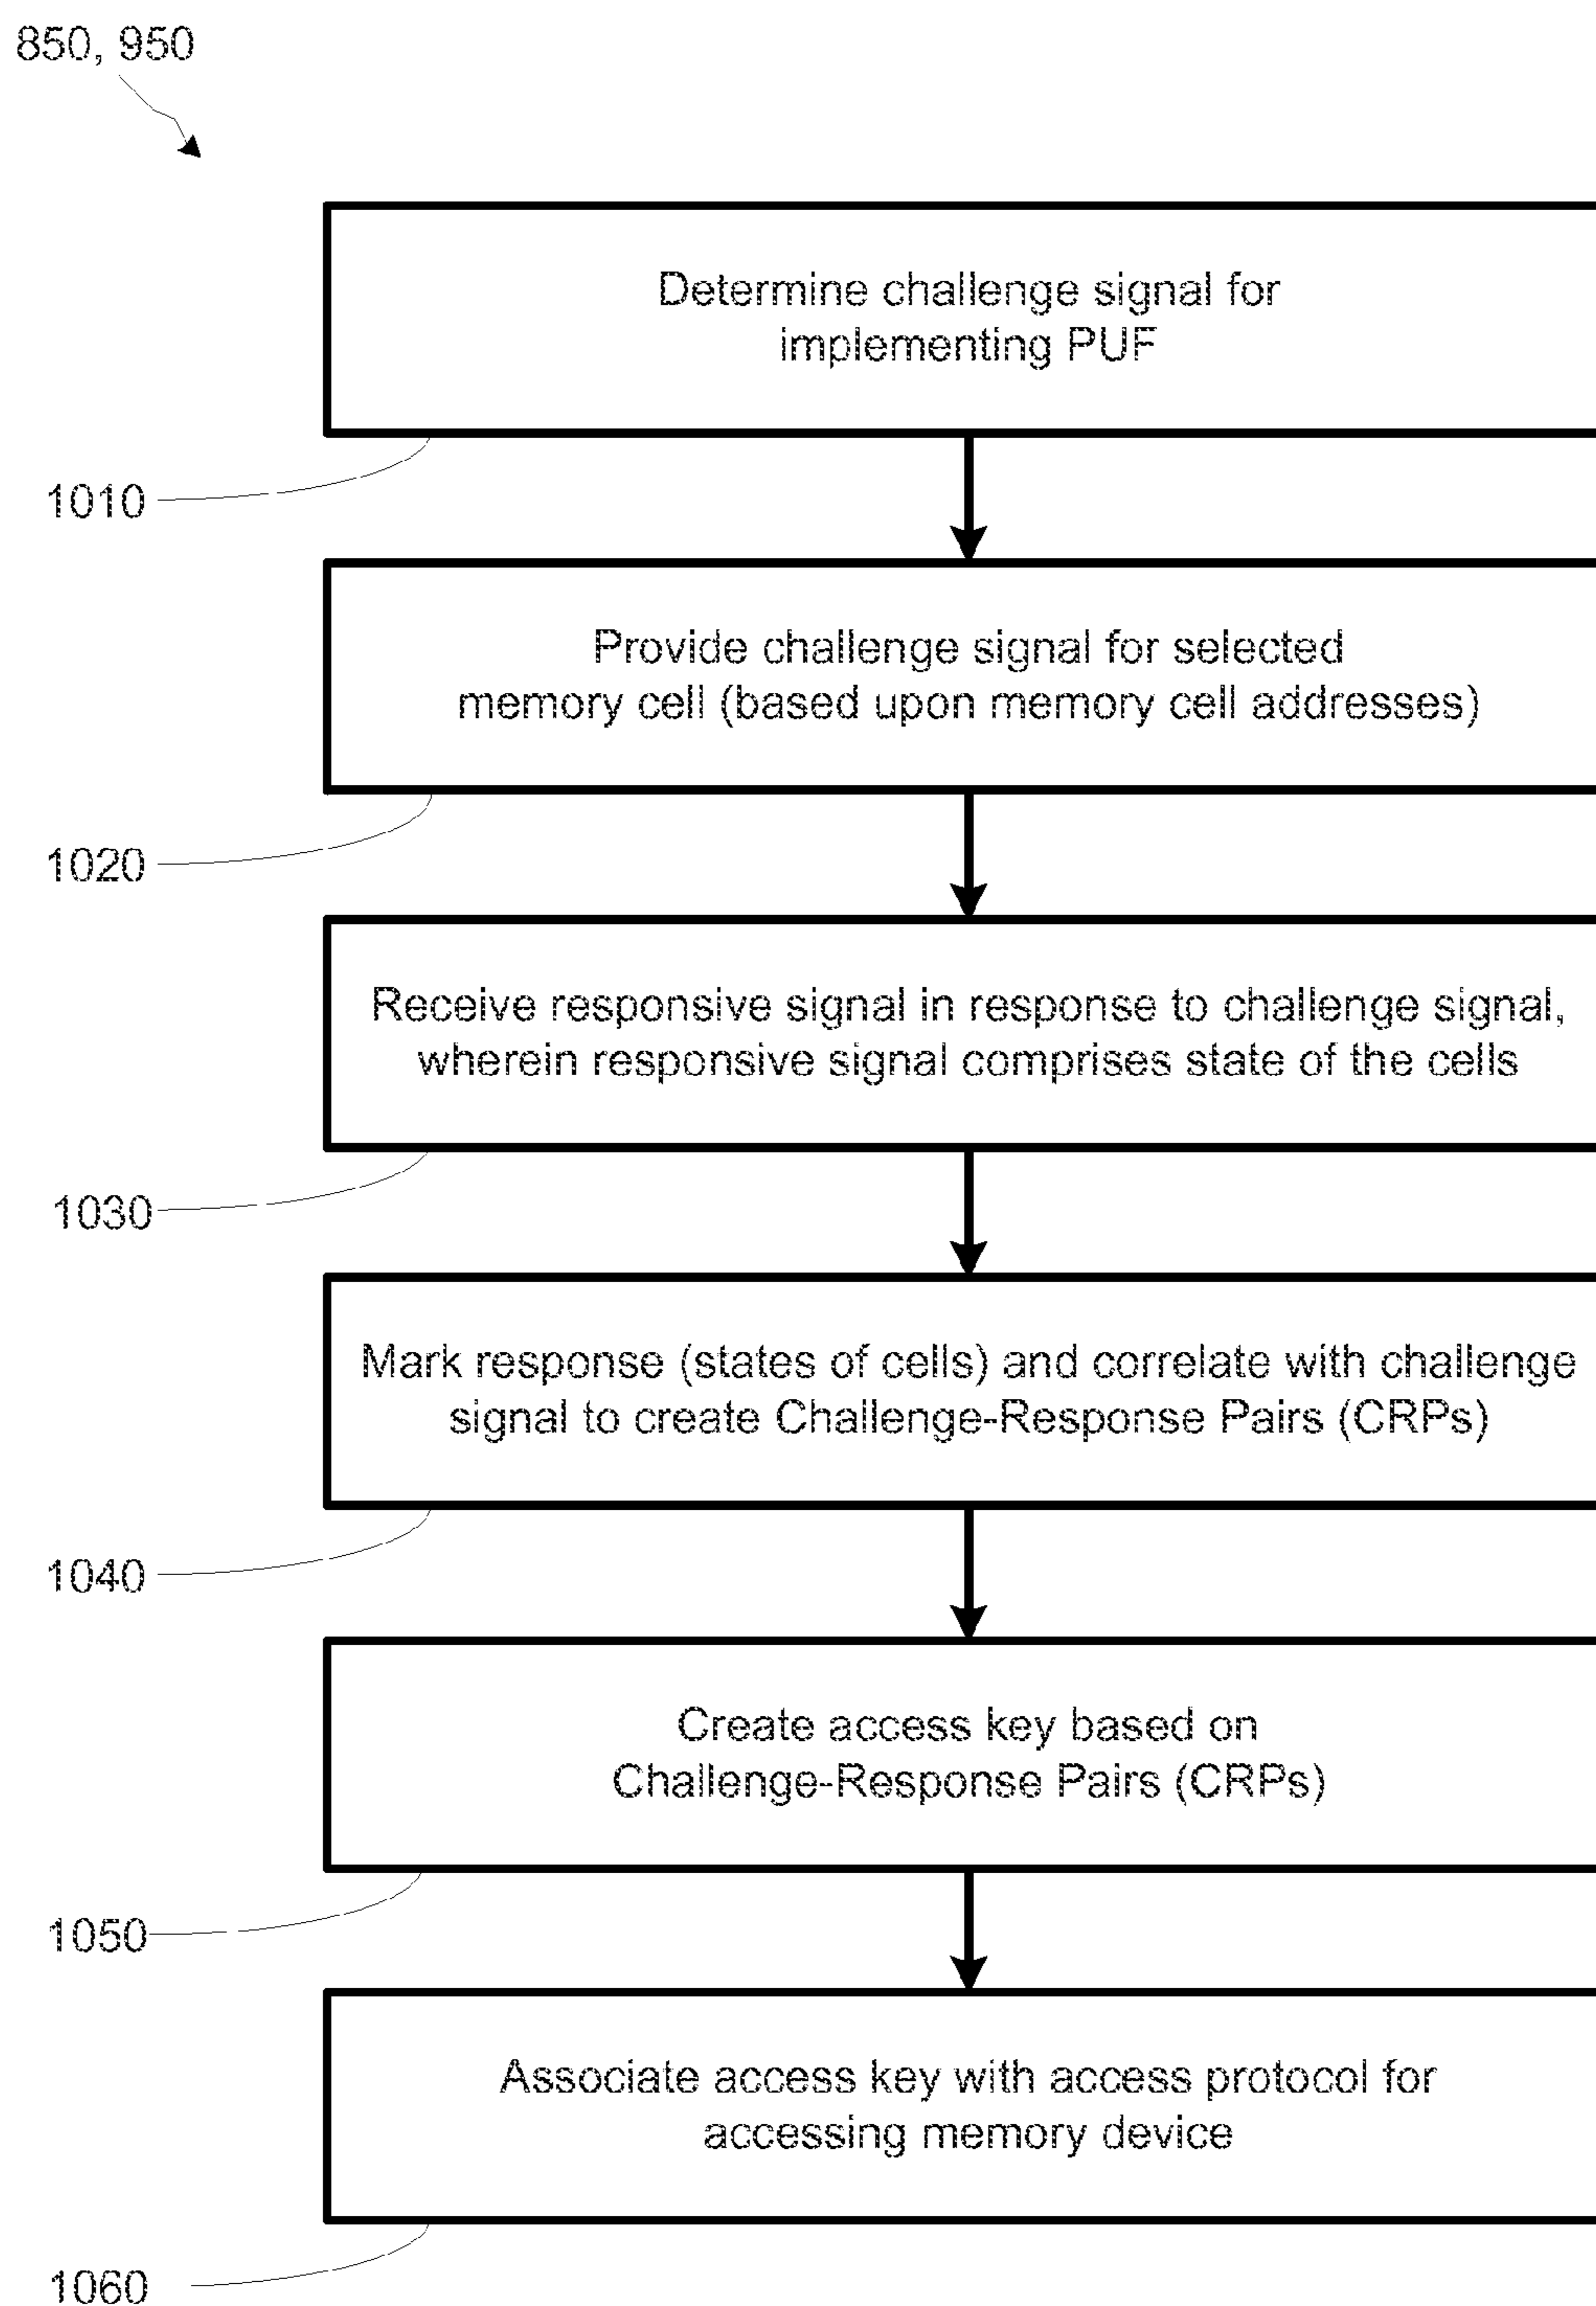 850, 950
Determine challenge signal for
implementing PUF
1010
Provide challenge signal for selected
memory cell (based upon memory cell addresses)
1020
Receive responsive signal in response to challenge signal,
wherein responsive signal comprises state of the cells
1030
Mark response (states of cells) and correlate with challenge
signal to create Challenge-Response Pairs (CRPs)
1040
Create access key based on
Challenge-Response Pairs (CRPs)
1050
Associate access key with access protocol for
accessing memory device
1060